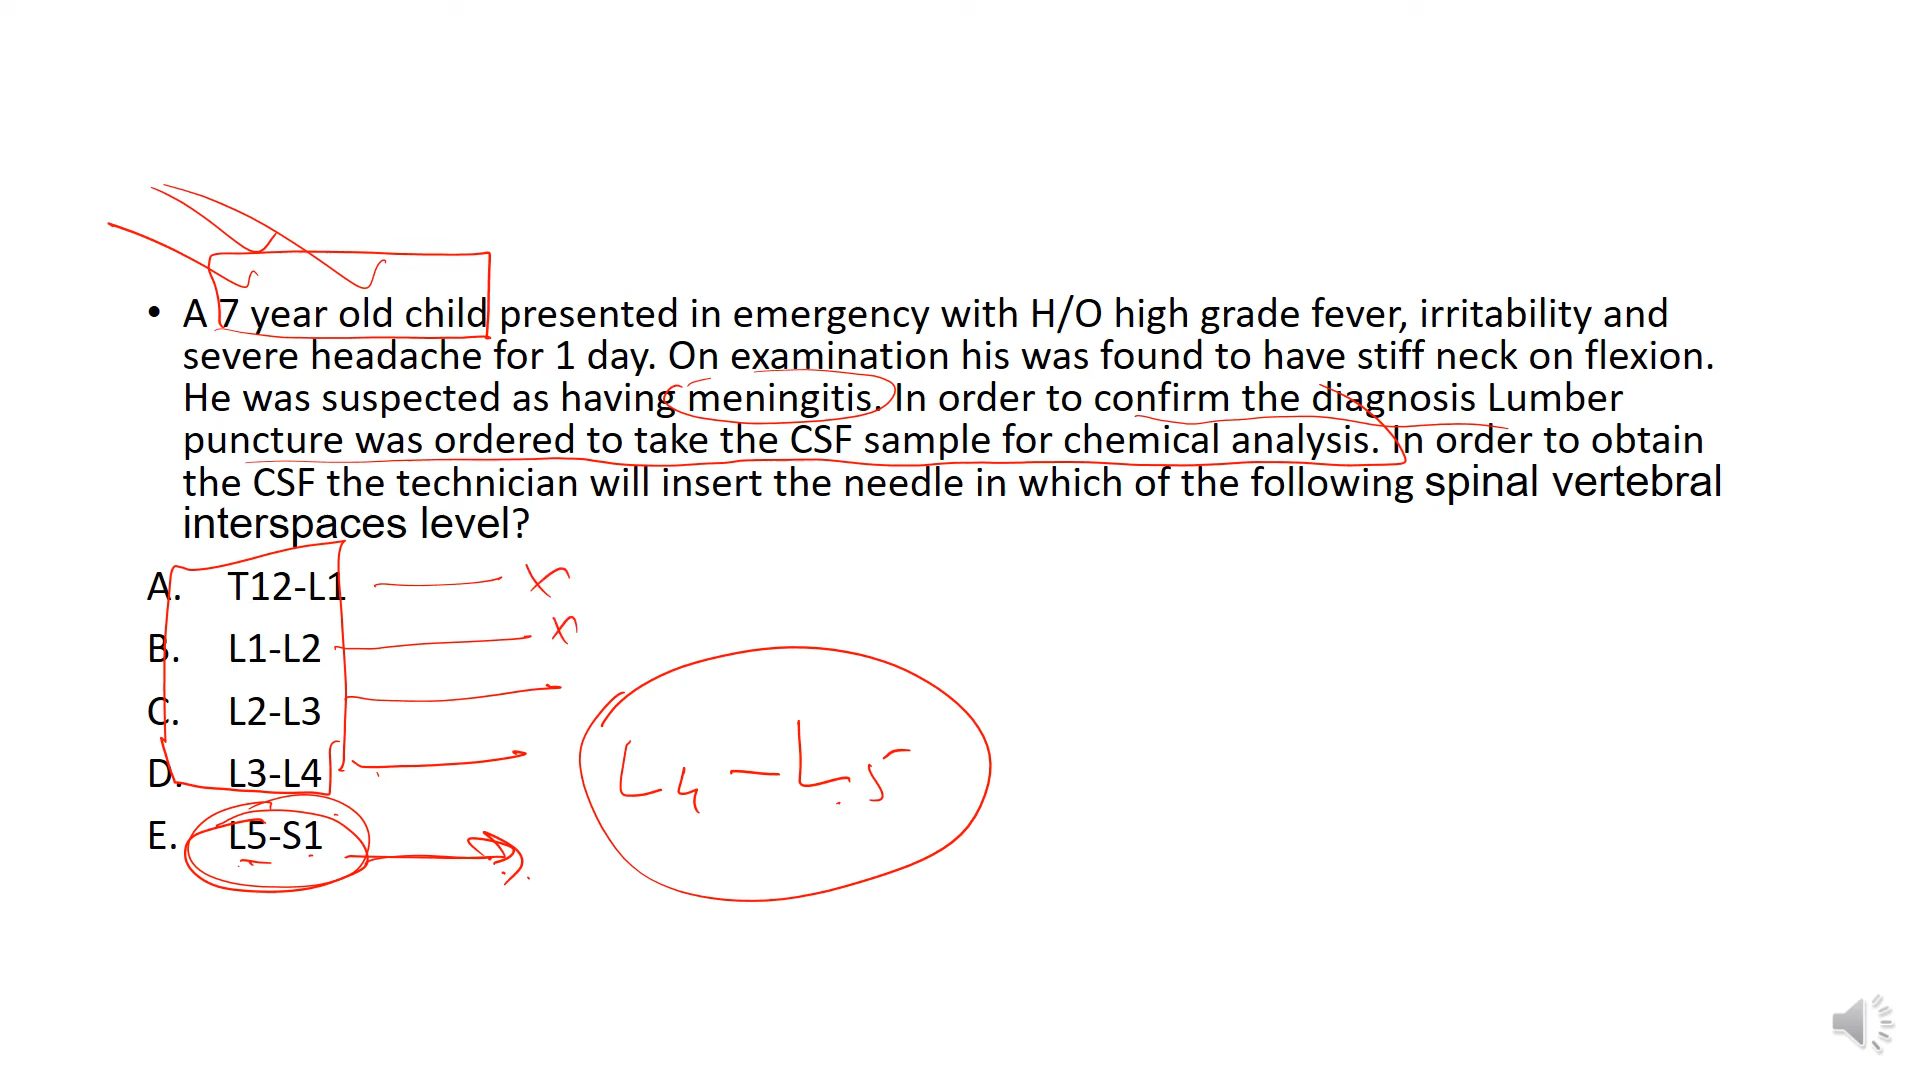 • A 7 year old child presented in emergency with H/O high grade fever, irritability and
severe headache for 1 day. On examination his was found to have stiff neck on flexion.
He was suspected as having meningitis. In order to confirm the diagnosis Lumber
puncture was ordered to take the CSF sample for chemical analysis. In order to obtain
the CSF the technician will insert the needle in which of the following spinal vertebral
interspaces level?
A. T12-L1
B. L1-L2
C. L2-L3
D. L3-L4
L4-L5
E. L5-S1